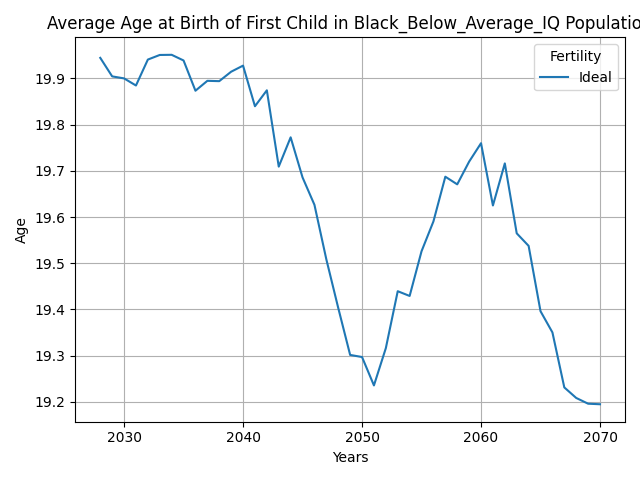 Average Age at Birth of First Child in Black_Below_Average_IQ Populatio
Fertility
Ideal
19.9
19.8
19.7
19.6
19.5
19.4
19.3
19.2
Age
2030 2040 2050 2060 2070
Years